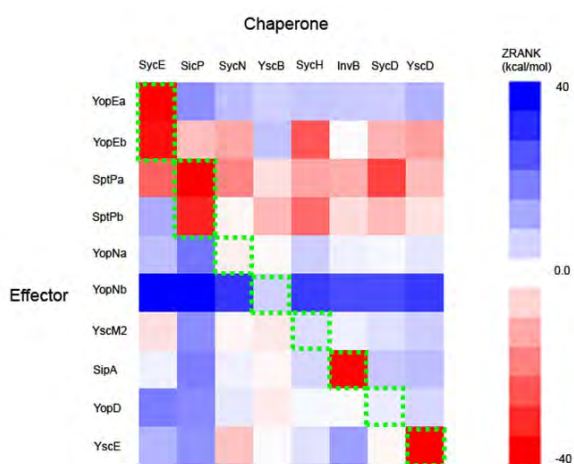 Chaperone
SycE SicP SycN YscB SycH InvB SycD YscD
ZRANK
(kcal/mol)
40
0.0
-40
Effector
YopEa
YopEb
SptPa
SptPb
YopNa
YopNb
YscM2
SipA
YopD
YscE